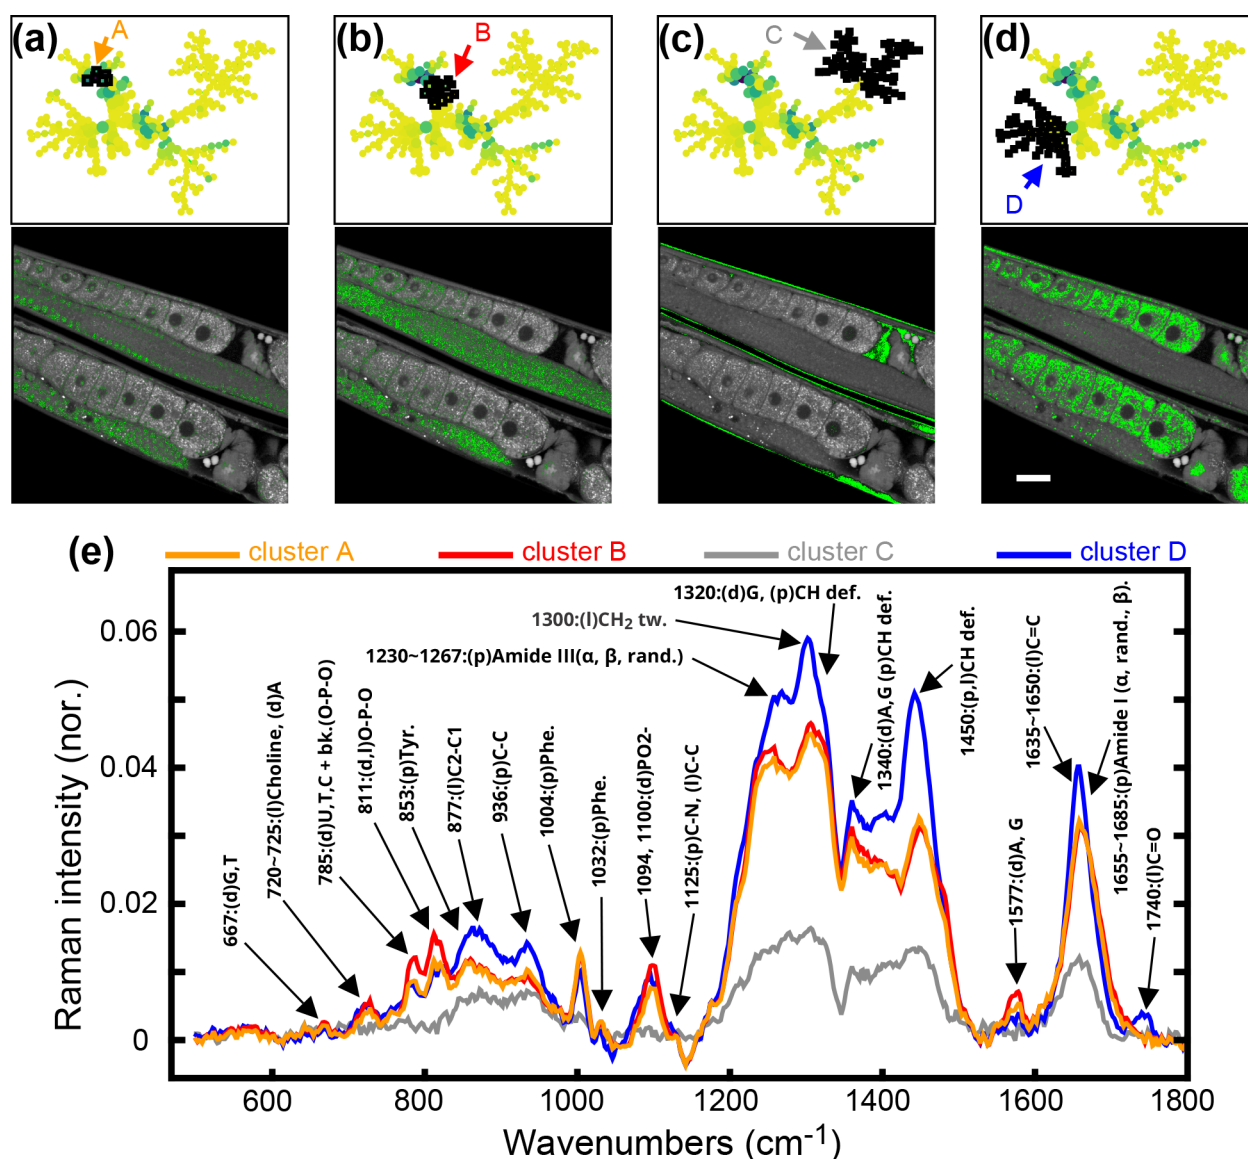 (a)
A
(b)
B
(c)
C
(d)
D
(e)
cluster A
cluster B
cluster C
cluster D
Raman intensity (nor.)
0.06
0.04
0.02
0
667:(d)G,T
720~725:(l)Choline, (d)A
785:(d)U,T,C + bk.(O-P-O)
811:(d,l)O-P-O
853:(p)Tyr.
877:(l)C2-C1
936:(p)C-C
1004:(p)Phe.
1032:(p)Phe.
1094, 1100:(d)PO2-
1125:(p)C-N, (l)C-C
1230~1267:(p)Amide III(α, β, rand.)
1300:(l)CH₂ tw.
1320:(d)G, (p)CH def.
1340:(d)A,G (p)CH def.
1450:(p,l)CH def.
1577:(d)A, G
1635~1650:(l)C=C
1655~1685:(p)Amide I (α, rand., β).
1740:(l)C=O
600
800
1000
1200
1400
1600
1800
Wavenumbers (cm⁻¹)